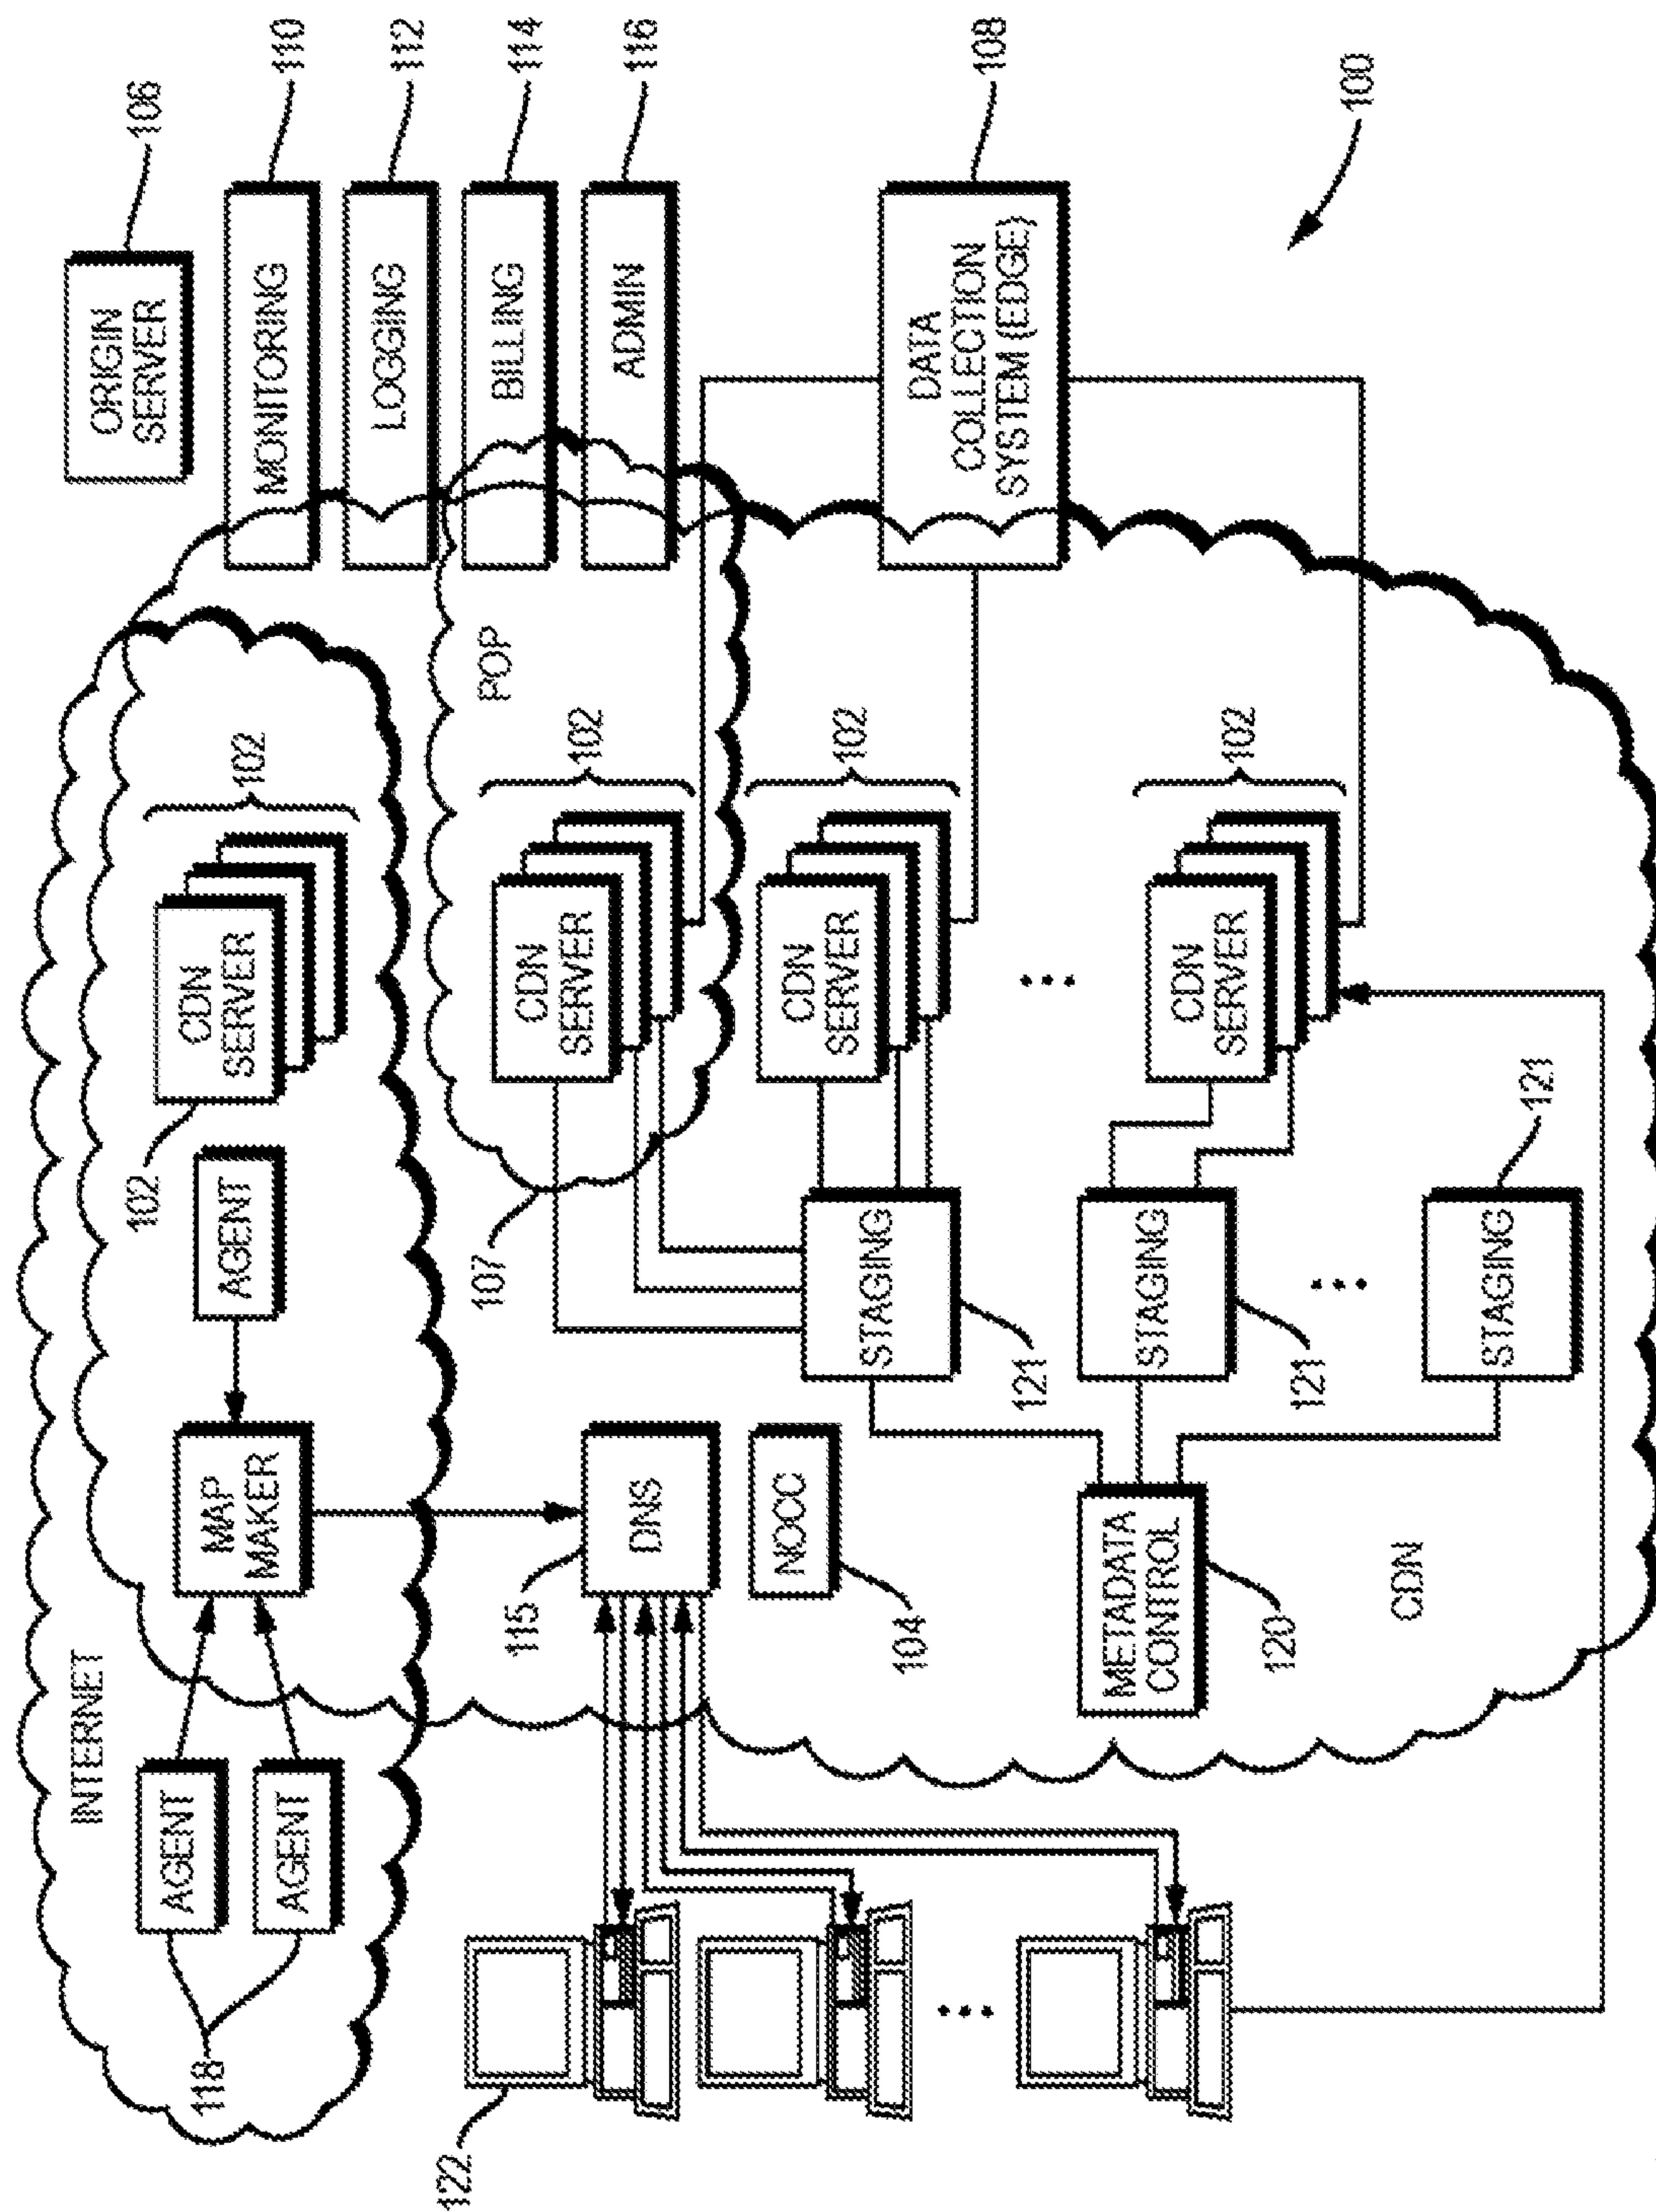 INTERNET
AGENT
AGENT
118
MAP
MAKER
AGENT
102
CDN
SERVER
102
ORIGIN
SERVER
106
MONITORING
110
LOGGING
112
BILLING
114
ADMIN
116
122
115
DNS
NOCC
104
107
POP
CDN
SERVER
102
CDN
SERVER
102
DATA
COLLECTION
SYSTEM (EDGE)
108
STAGING
121
METADATA
CONTROL
120
STAGING
121
CDN
SERVER
102
STAGING
121
CDN
100